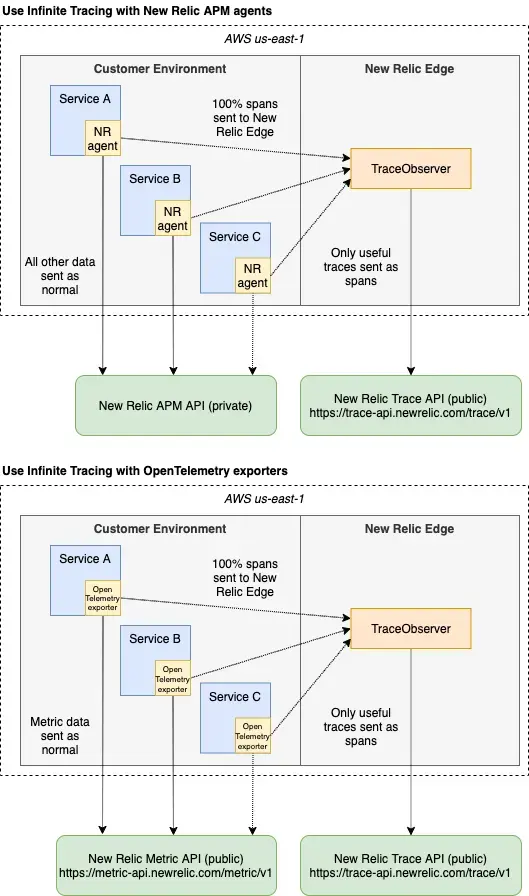 Use Infinite Tracing with New Relic APM agents
AWS us-east-1
Customer Environment
New Relic Edge
Service A
NR
agent
100% spans
sent to New
Relic Edge
TraceObserver
Service B
NR
agent
Service C
NR
agent
All other data
sent as
normal
Only useful
traces sent as
spans
New Relic APM API (private)
New Relic Trace API (public)
https://trace-api.newrelic.com/trace/v1
Use Infinite Tracing with OpenTelemetry exporters
AWS us-east-1
Customer Environment
New Relic Edge
Service A
Open
Telemetry
exporter
100% spans
sent to New
Relic Edge
TraceObserver
Service B
Open
Telemetry
exporter
Service C
Open
Telemetry
exporter
Metric data
sent as
normal
Only useful
traces sent as
spans
New Relic Metric API (public)
https://metric-api.newrelic.com/metric/v1
New Relic Trace API (public)
https://trace-api.newrelic.com/trace/v1